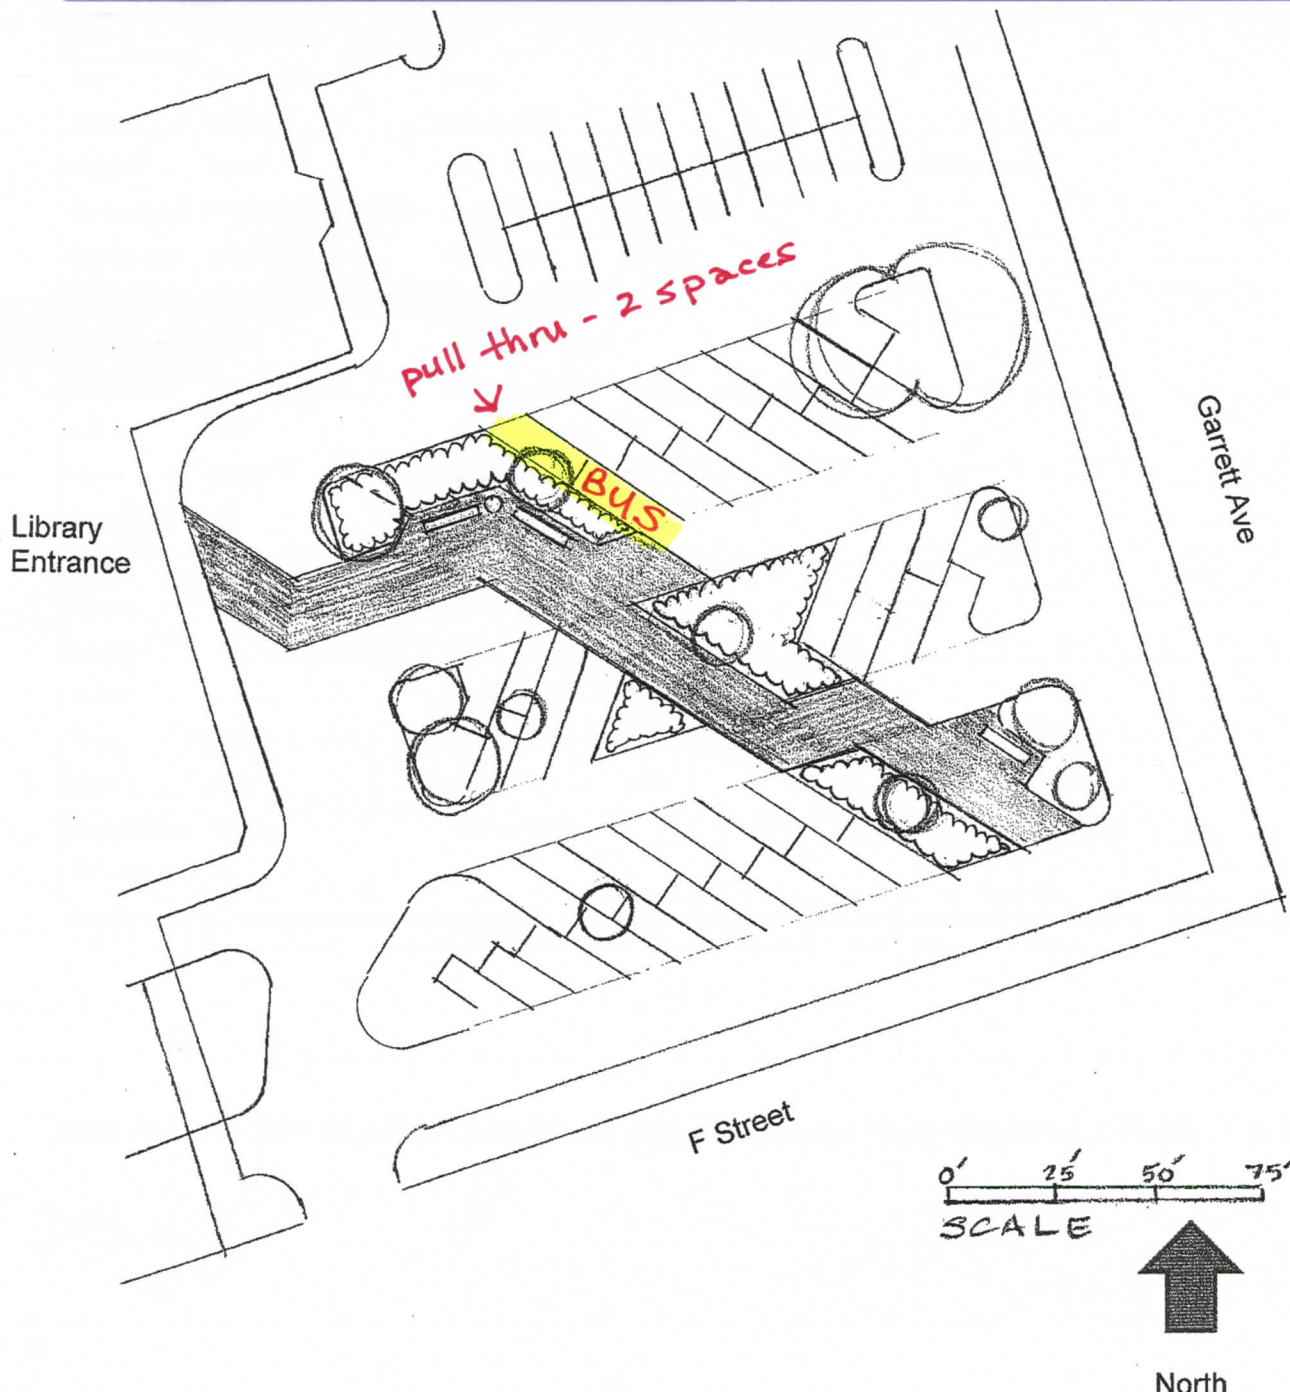 pull thru - 2 spaces
BUS
Garrett Ave
Library
Entrance
F Street
0' 25' 50' 75'
SCALE
North